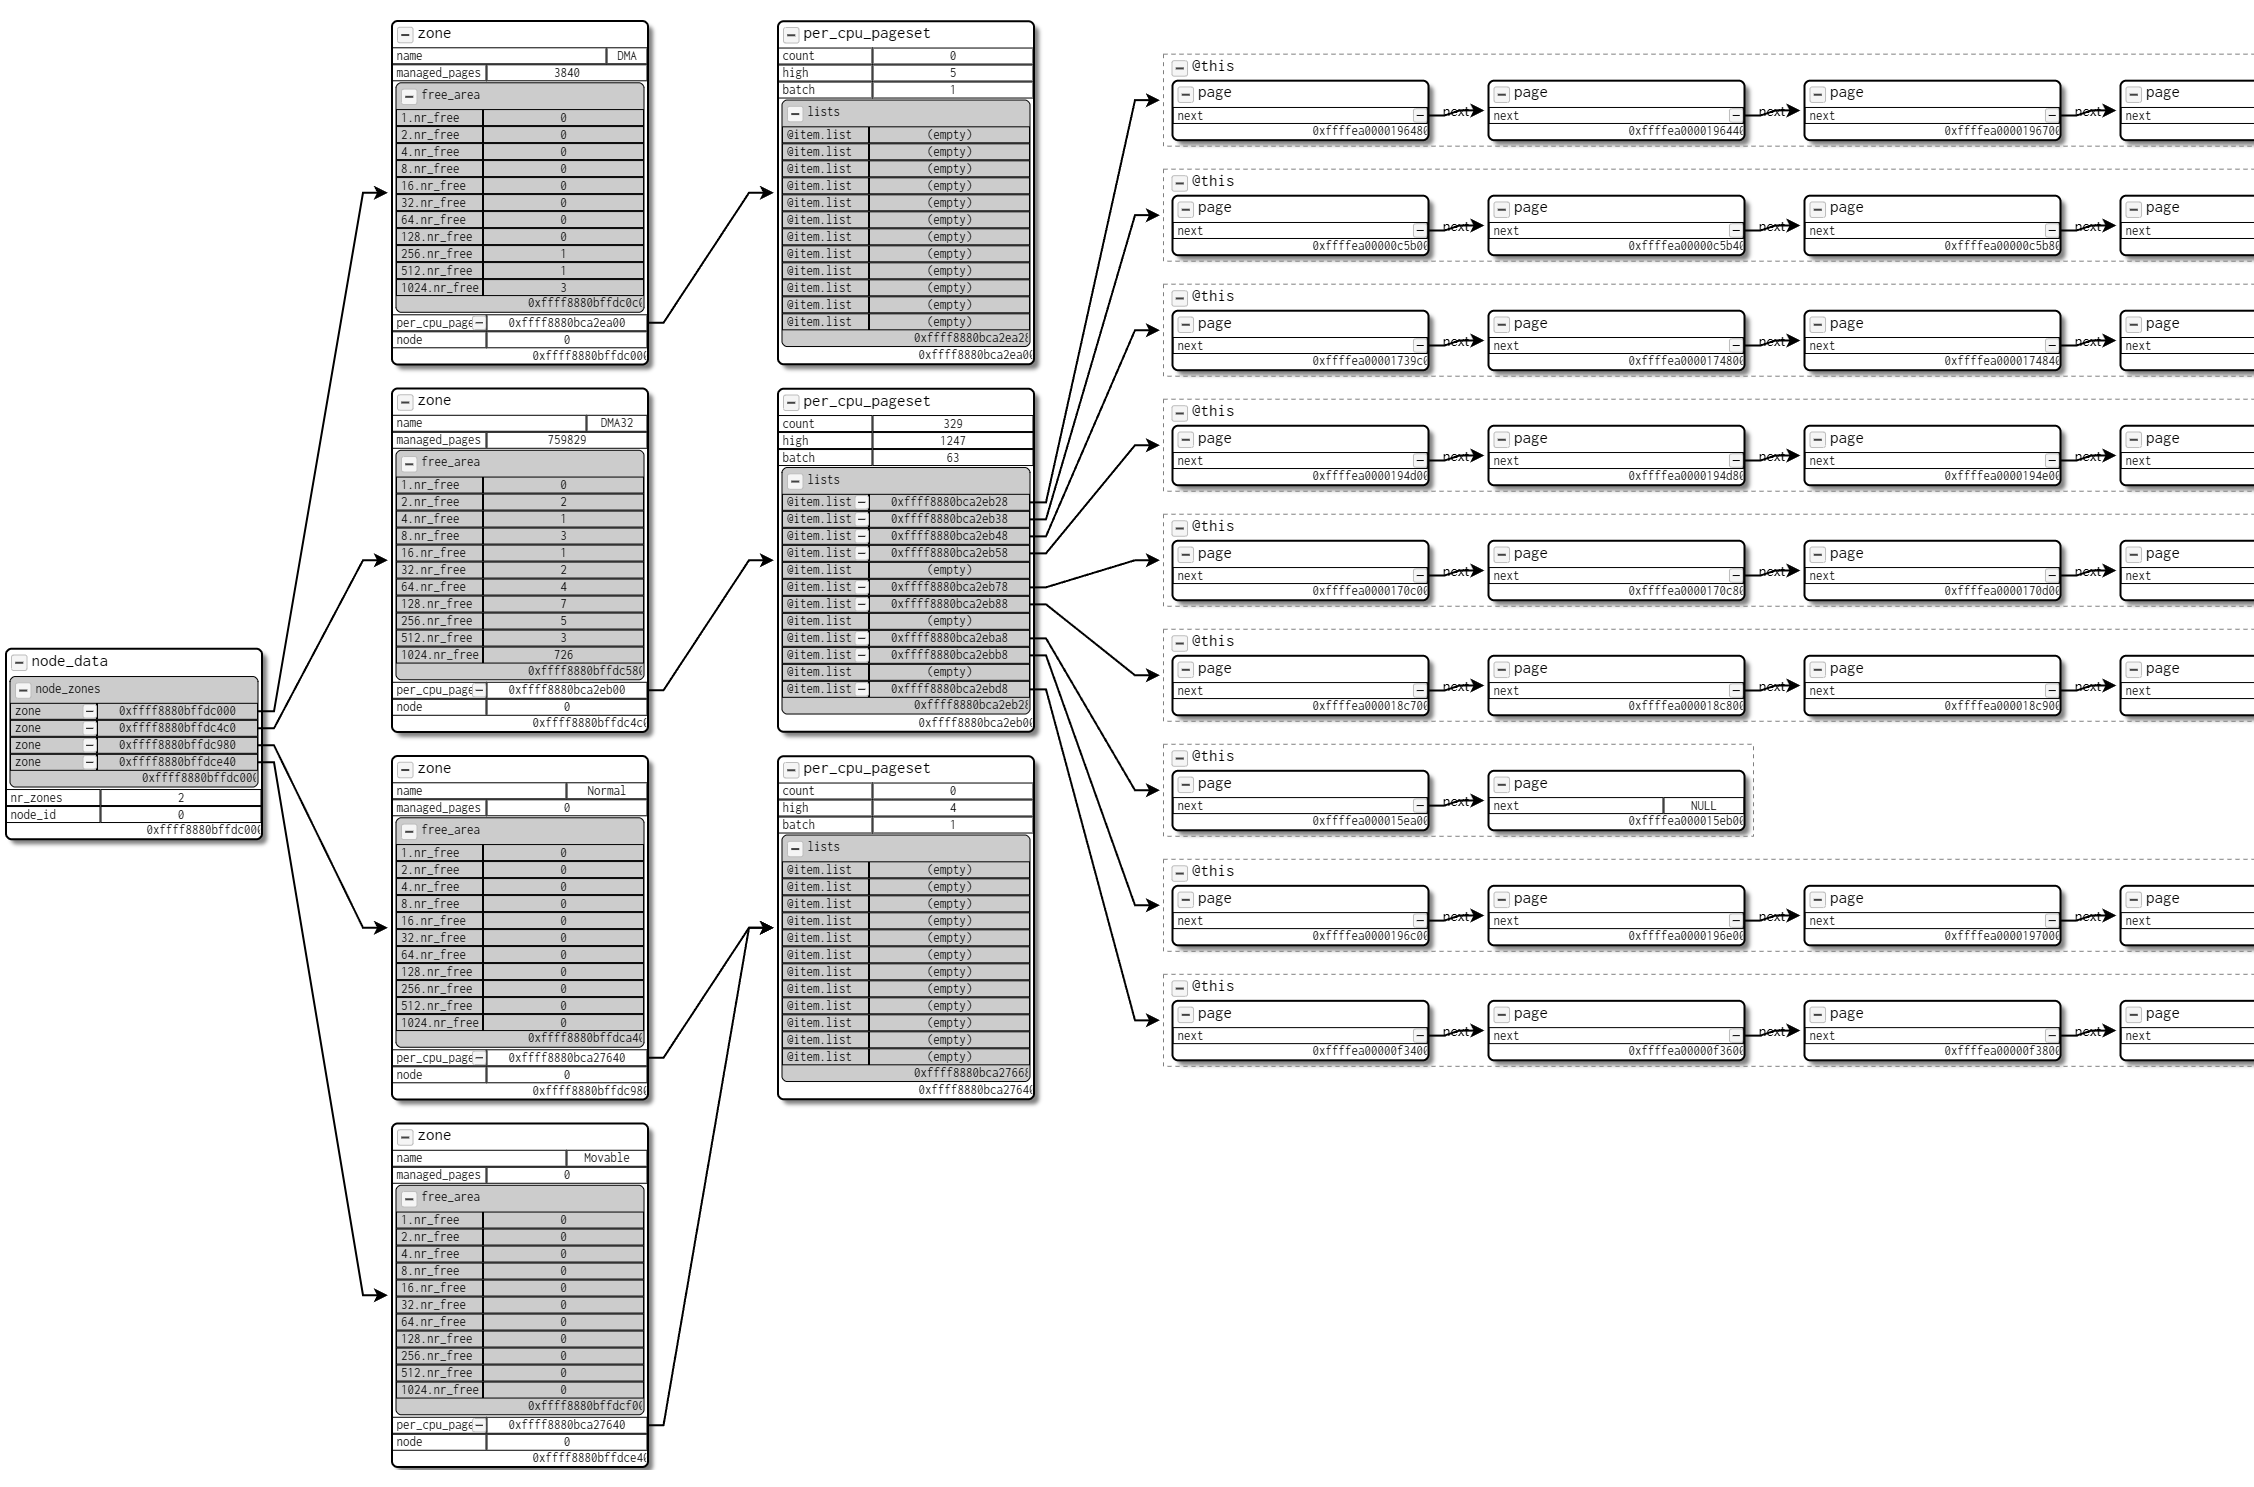 node_data
node_zones
zone 0xffff8880bffdc000
zone 0xffff8880bffdc4c0
zone 0xffff8880bffdc980
zone 0xffff8880bffdce40
0xffff8880bffdc000
nr_zones 2
node_id 0
0xffff8880bffdc000
zone
name DMA
managed_pages 3840
free_area
1.nr_free 0
2.nr_free 0
4.nr_free 0
8.nr_free 0
16.nr_free 0
32.nr_free 0
64.nr_free 0
128.nr_free 0
256.nr_free 1
512.nr_free 1
1024.nr_free 3
0xffff8880bffdc0c0
per_cpu_page 0xffff8880bca2ea00
node 0
0xffff8880bffdc000
zone
name DMA32
managed_pages 759829
free_area
1.nr_free 0
2.nr_free 2
4.nr_free 1
8.nr_free 3
16.nr_free 1
32.nr_free 2
64.nr_free 4
128.nr_free 7
256.nr_free 5
512.nr_free 3
1024.nr_free 726
0xffff8880bffdc580
per_cpu_page 0xffff8880bca2eb00
node 0
0xffff8880bffdc4c0
zone
name Normal
managed_pages 0
free_area
1.nr_free 0
2.nr_free 0
4.nr_free 0
8.nr_free 0
16.nr_free 0
32.nr_free 0
64.nr_free 0
128.nr_free 0
256.nr_free 0
512.nr_free 0
1024.nr_free 0
0xffff8880bffdca40
per_cpu_page 0xffff8880bca27640
node 0
0xffff8880bffdc980
zone
name Movable
managed_pages 0
free_area
1.nr_free 0
2.nr_free 0
4.nr_free 0
8.nr_free 0
16.nr_free 0
32.nr_free 0
64.nr_free 0
128.nr_free 0
256.nr_free 0
512.nr_free 0
1024.nr_free 0
0xffff8880bffdcf00
per_cpu_page 0xffff8880bca27640
node 0
0xffff8880bffdce40
per_cpu_pageset
count 0
high 5
batch 1
lists
@item.list (empty)
@item.list (empty)
@item.list (empty)
@item.list (empty)
@item.list (empty)
@item.list (empty)
@item.list (empty)
@item.list (empty)
@item.list (empty)
@item.list (empty)
@item.list (empty)
@item.list (empty)
0xffff8880bca2ea28
0xffff8880bca2ea00
per_cpu_pageset
count 329
high 1247
batch 63
lists
@item.list 0xffff8880bca2eb28
@item.list 0xffff8880bca2eb38
@item.list 0xffff8880bca2eb48
@item.list 0xffff8880bca2eb58
@item.list (empty)
@item.list 0xffff8880bca2eb78
@item.list 0xffff8880bca2eb88
@item.list (empty)
@item.list 0xffff8880bca2eba8
@item.list 0xffff8880bca2ebb8
@item.list (empty)
@item.list 0xffff8880bca2ebd8
0xffff8880bca2eb28
0xffff8880bca2eb00
per_cpu_pageset
count 0
high 4
batch 1
lists
@item.list (empty)
@item.list (empty)
@item.list (empty)
@item.list (empty)
@item.list (empty)
@item.list (empty)
@item.list (empty)
@item.list (empty)
@item.list (empty)
@item.list (empty)
@item.list (empty)
@item.list (empty)
0xffff8880bca27668
0xffff8880bca27640
@this
page page page page
next next next next next next next
0xffffea0000196480 0xffffea0000196440 0xffffea0000196700
@this
page page page page
next next next next next next next
0xffffea00000c5b00 0xffffea00000c5b40 0xffffea00000c5b80
@this
page page page page
next next next next next next next
0xffffea00001739c0 0xffffea0000174800 0xffffea0000174840
@this
page page page page
next next next next next next next
0xffffea0000194d00 0xffffea0000194d80 0xffffea0000194e00
@this
page page page page
next next next next next next next
0xffffea0000170c00 0xffffea0000170c80 0xffffea0000170d00
@this
page page page page
next next next next next next next
0xffffea000018c700 0xffffea000018c800 0xffffea000018c900
@this
page page
next next next NULL
0xffffea000015ea00 0xffffea000015eb00
@this
page page page page
next next next next next next next
0xffffea0000196c00 0xffffea0000196e00 0xffffea0000197000
@this
page page page page
next next next next next next next
0xffffea00000f3400 0xffffea00000f3600 0xffffea00000f3800